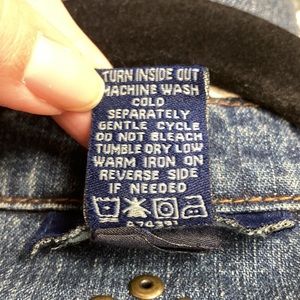 TURN INSIDE OUT
MACHINE WASH
COLD
SEPARATELY
GENTLE CYCLE
DO NOT BLEACH
TUMBLE DRY LOW
WARM IRON ON
REVERSE SIDE
IF NEEDED